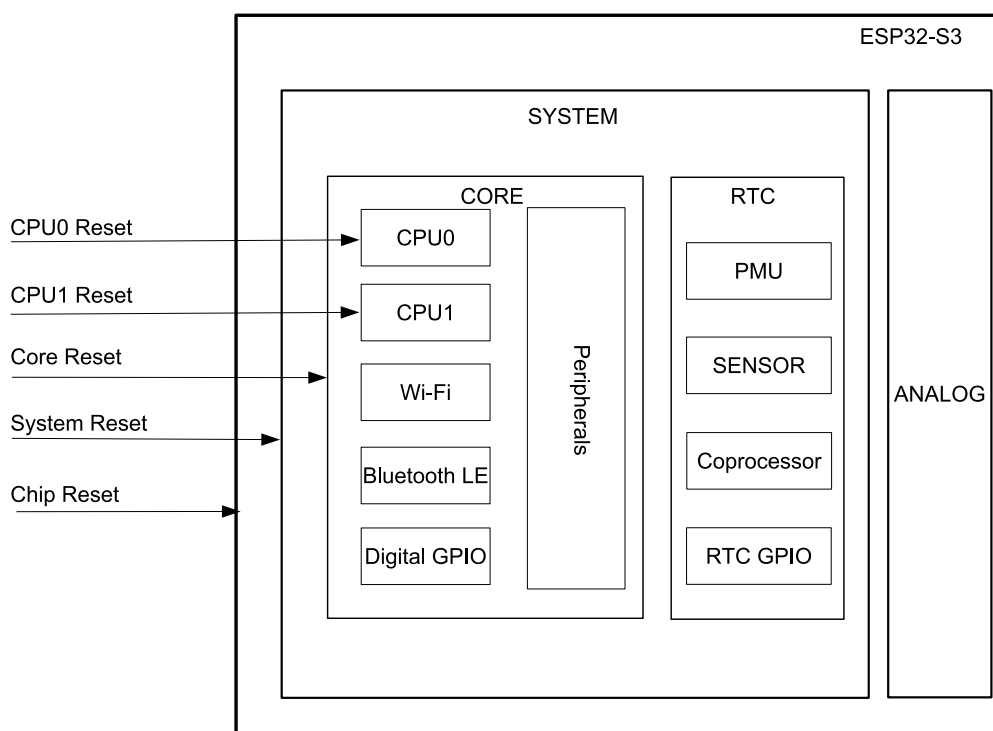 ESP32-S3
SYSTEM
CORE
RTC
CPU0 Reset
CPU0
CPU1 Reset
CPU1
Core Reset
Wi-Fi
System Reset
Bluetooth LE
Chip Reset
Digital GPIO
Peripherals
PMU
SENSOR
Coprocessor
RTC GPIO
ANALOG